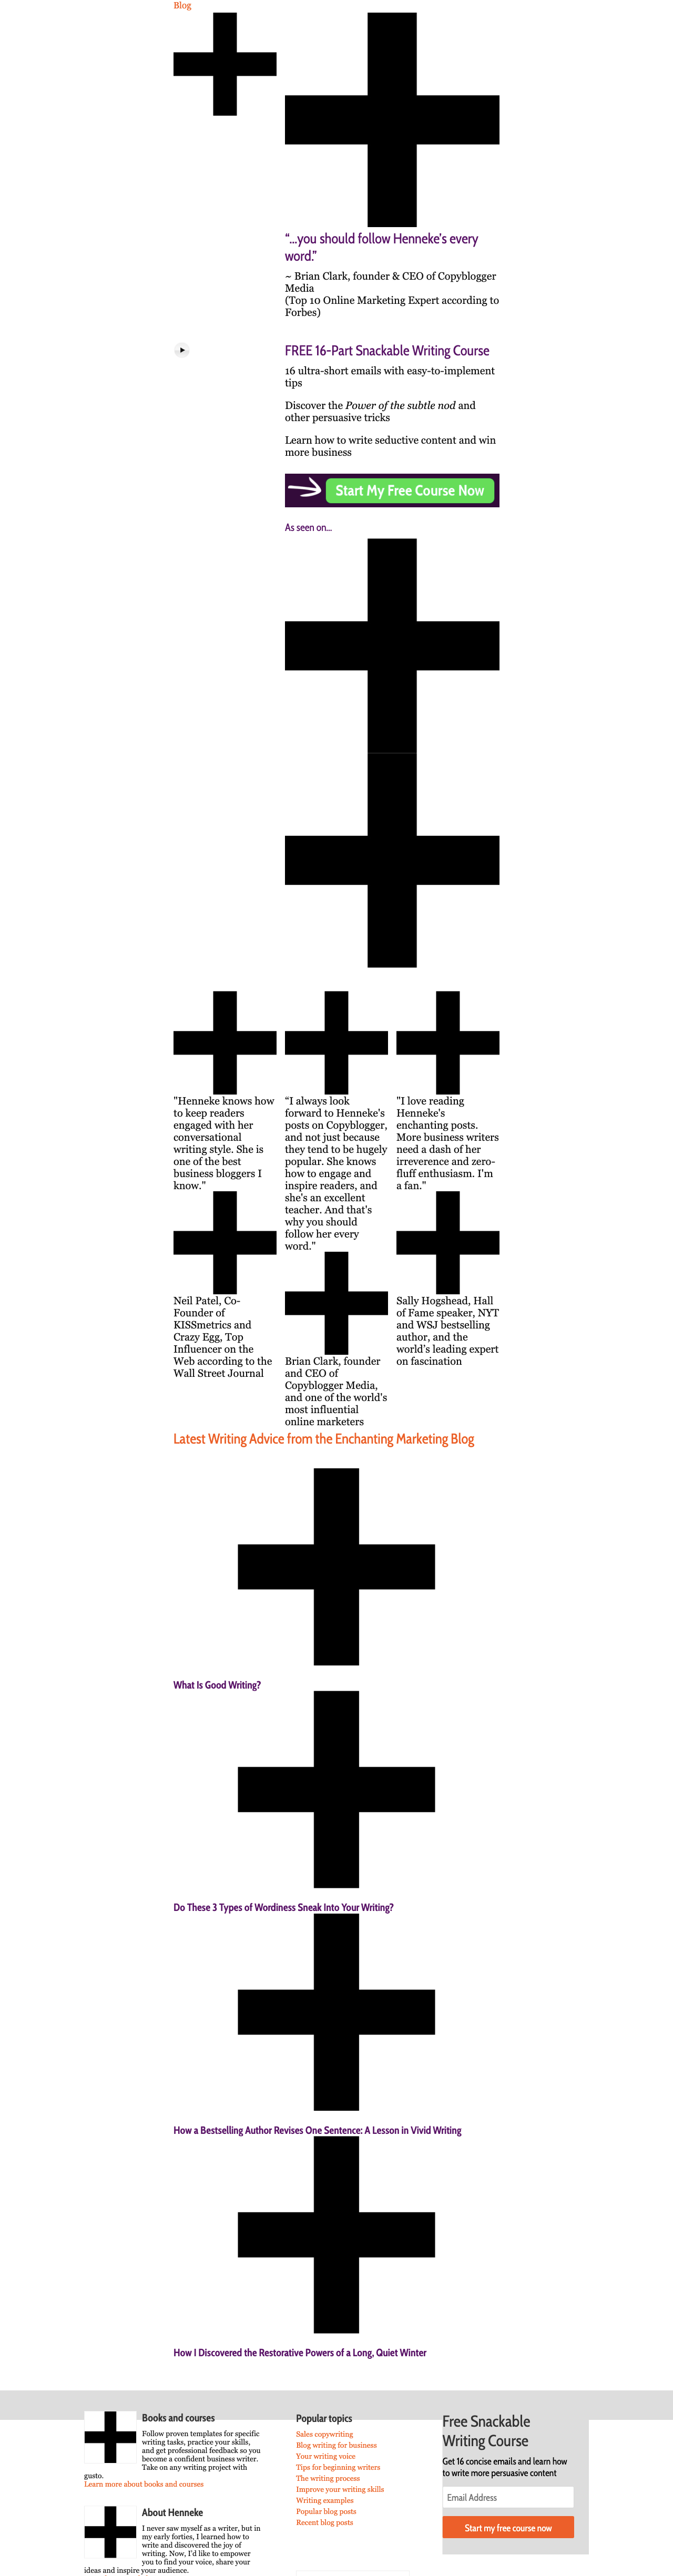 Blog
“...you should follow Henneke's every
word.”
~ Brian Clark, founder & CEO of Copyblogger
Media
(Top 10 Online Marketing Expert according to
Forbes)
FREE 16-Part Snackable Writing Course
16 ultra-short emails with easy-to-implement
tips
Discover the Power of the subtle nod and
other persuasive tricks
Learn how to write seductive content and win
more business
Start My Free Course Now
As seen on...
"Henneke knows how
to keep readers
engaged with her
conversational
writing style. She is
one of the best
business bloggers I
know."
Neil Patel, Co-
Founder of
KISSmetrics and
Crazy Egg, Top
Influencer on the
Web according to the
Wall Street Journal
“I always look
forward to Henneke's
posts on Copyblogger,
and not just because
they tend to be hugely
popular. She knows
how to engage and
inspire readers, and
she's an excellent
teacher. And that's
why you should
follow her every
word."
Brian Clark, founder
and CEO of
Copyblogger Media,
and one of the world's
most influential
online marketers
"I love reading
Henneke's
enchanting posts.
More business writers
need a dash of her
irreverence and zero-
fluff enthusiasm. I'm
a fan."
Sally Hogshead, Hall
of Fame speaker, NYT
and WSJ bestselling
author, and the
world’s leading expert
on fascination
Latest Writing Advice from the Enchanting Marketing Blog
What Is Good Writing?
Do These 3 Types of Wordiness Sneak Into Your Writing?
How a Bestselling Author Revises One Sentence: A Lesson in Vivid Writing
How I Discovered the Restorative Powers of a Long, Quiet Winter
Books and courses
Follow proven templates for specific
writing tasks, practice your skills,
and get professional feedback so you
become a confident business writer.
Take on any writing project with
gusto.
Learn more about books and courses
About Henneke
I never saw myself as a writer, but in
my early forties, I learned how to
write and discovered the joy of
writing. Now, I'd like to empower
you to find your voice, share your
ideas and inspire your audience.
Popular topics
Sales copywriting
Blog writing for business
Your writing voice
Tips for beginning writers
The writing process
Improve your writing skills
Writing examples
Popular blog posts
Recent blog posts
Free Snackable
Writing Course
Get 16 concise emails and learn how
to write more persuasive content
Email Address
Start my free course now